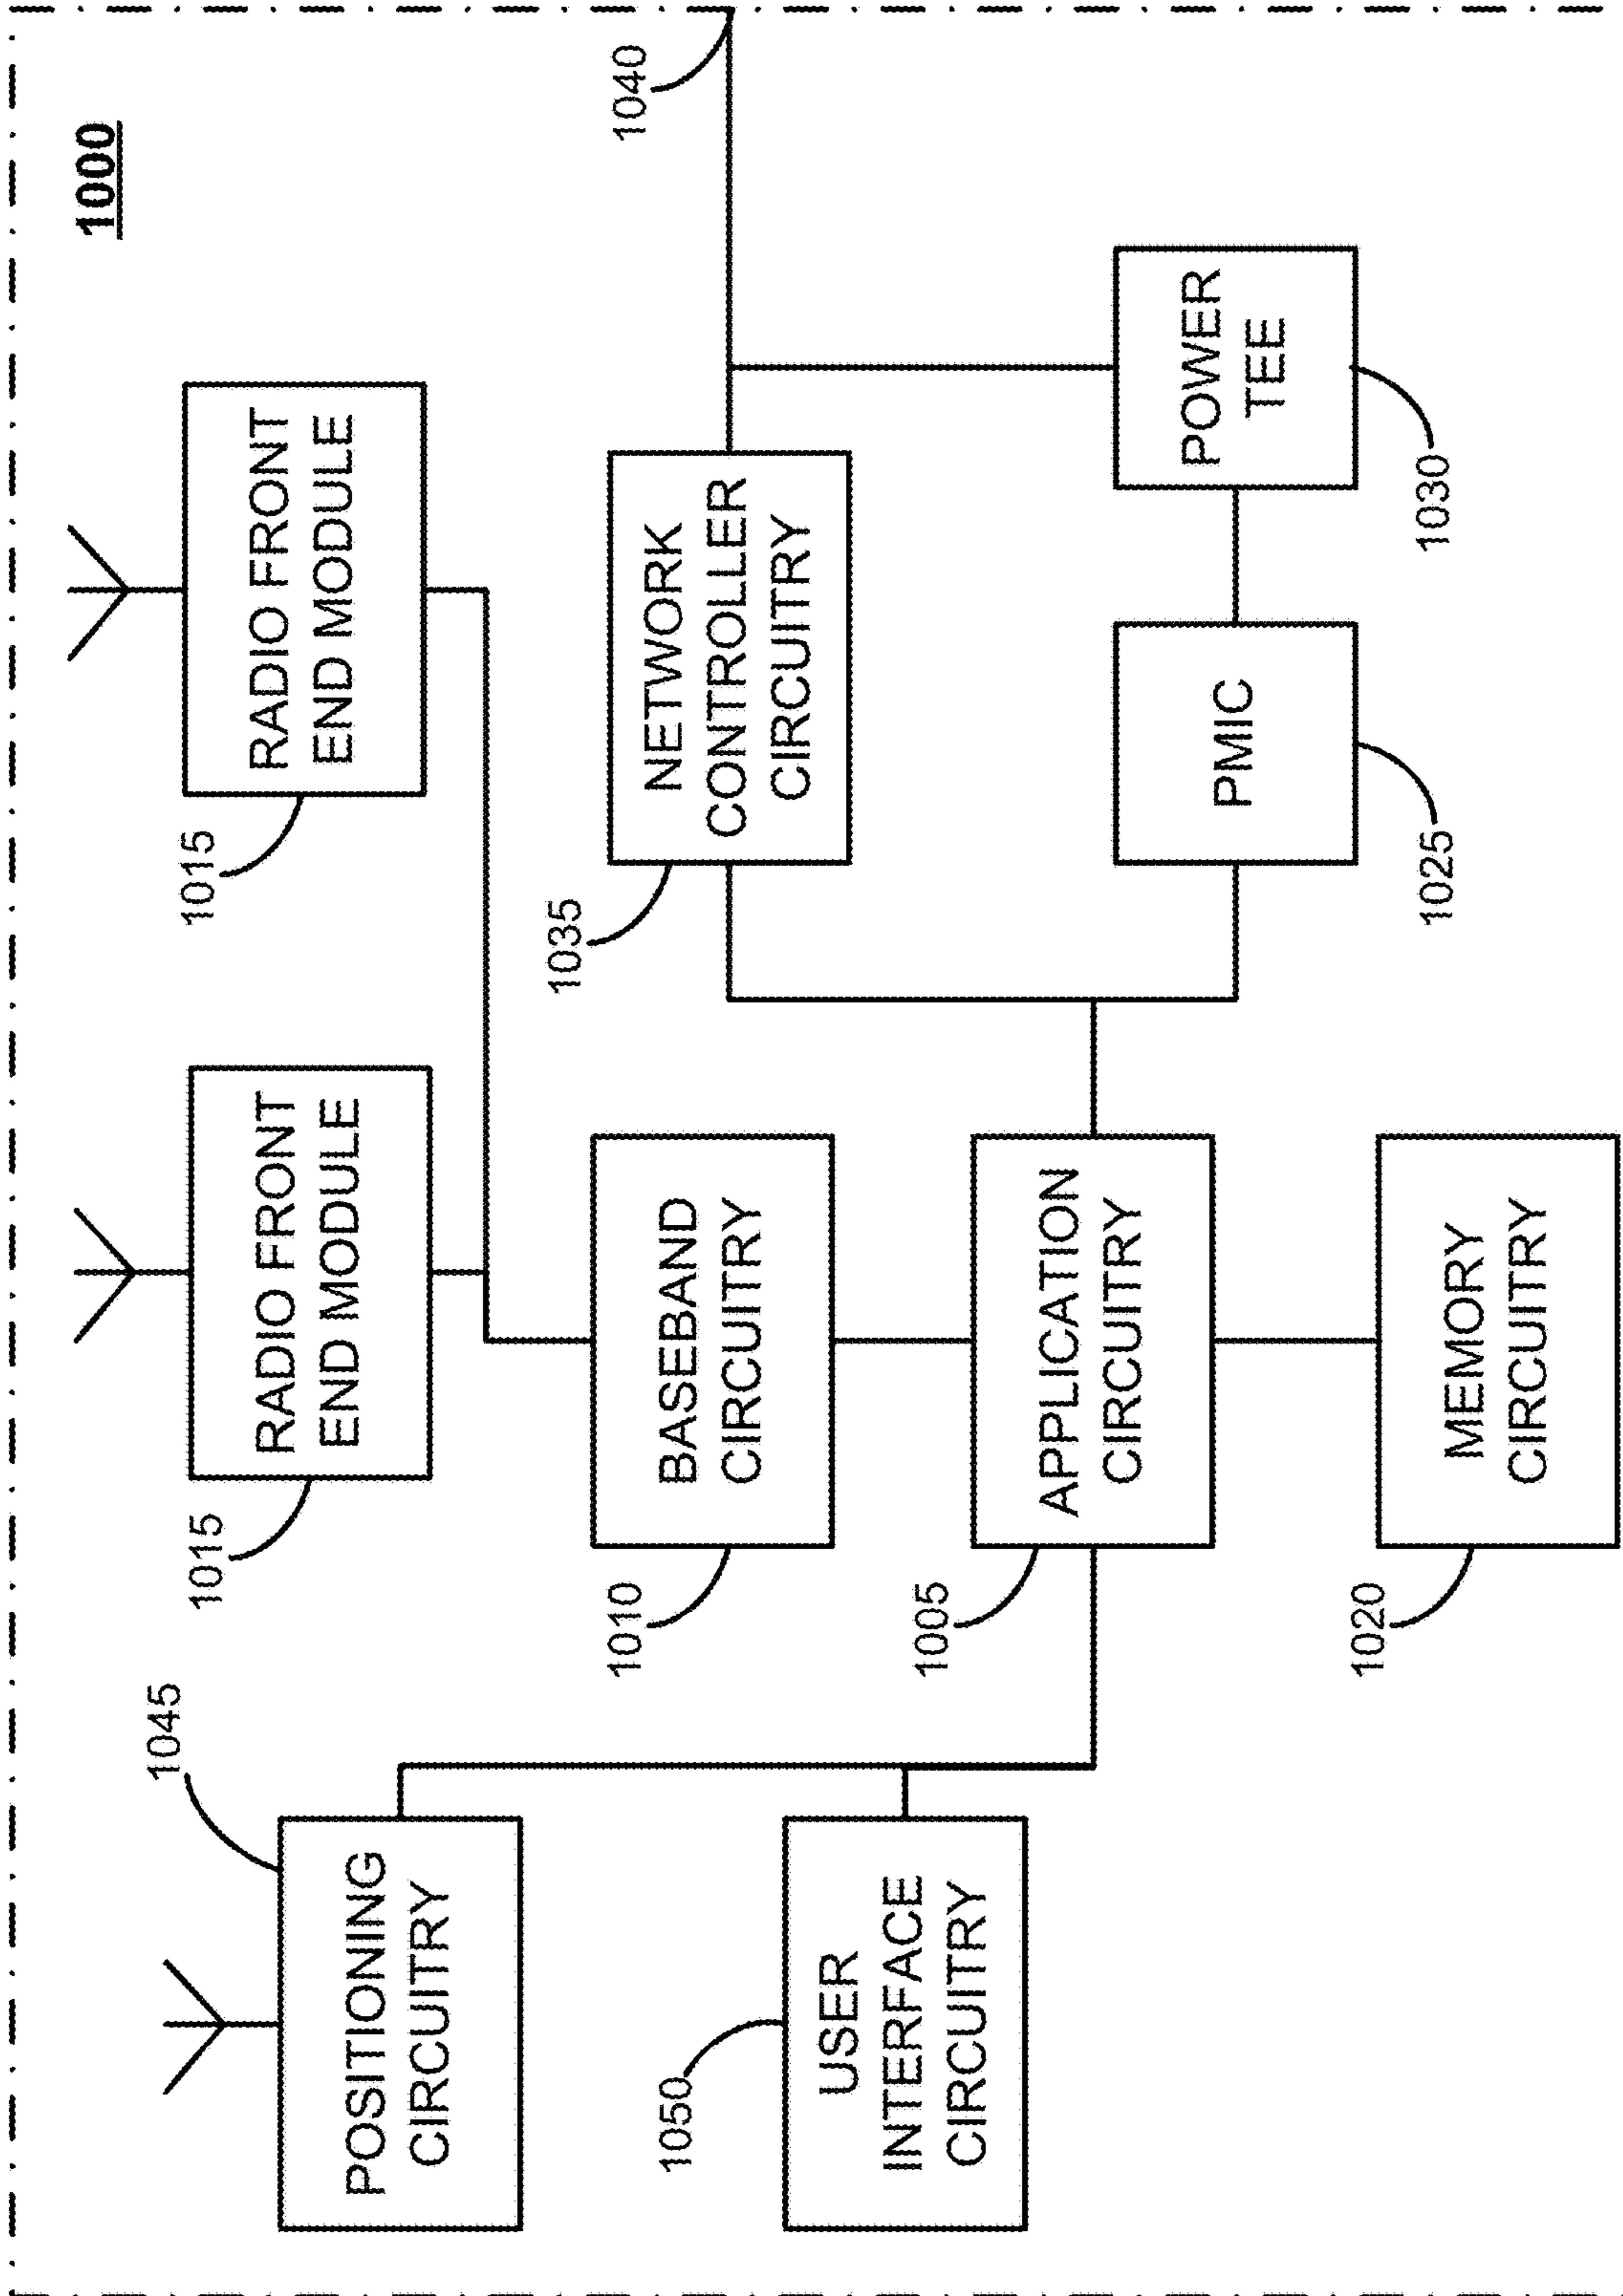 1000
1045
POSITIONING
CIRCUITRY
1050
USER
INTERFACE
CIRCUITRY
1015
RADIO FRONT
END MODULE
1015
RADIO FRONT
END MODULE
1010
BASEBAND
CIRCUITRY
1005
APPLICATION
CIRCUITRY
1020
MEMORY
CIRCUITRY
1035
NETWORK
CONTROLLER
CIRCUITRY
1040
1025
PMIC
1030
POWER
TEE